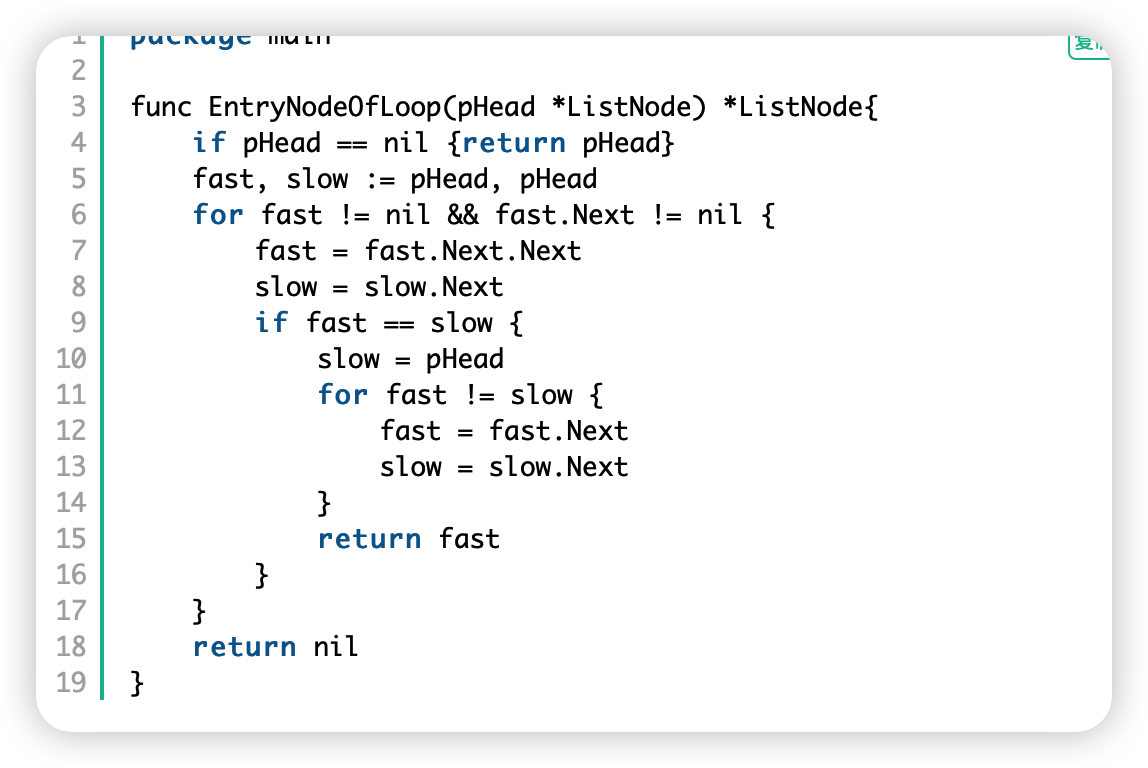 1 package main
2
3 func EntryNodeOfLoop(pHead *ListNode) *ListNode{
4     if pHead == nil {return pHead}
5     fast, slow := pHead, pHead
6     for fast != nil && fast.Next != nil {
7         fast = fast.Next.Next
8         slow = slow.Next
9         if fast == slow {
10             slow = pHead
11             for fast != slow {
12                 fast = fast.Next
13                 slow = slow.Next
14             }
15             return fast
16         }
17     }
18     return nil
19 }